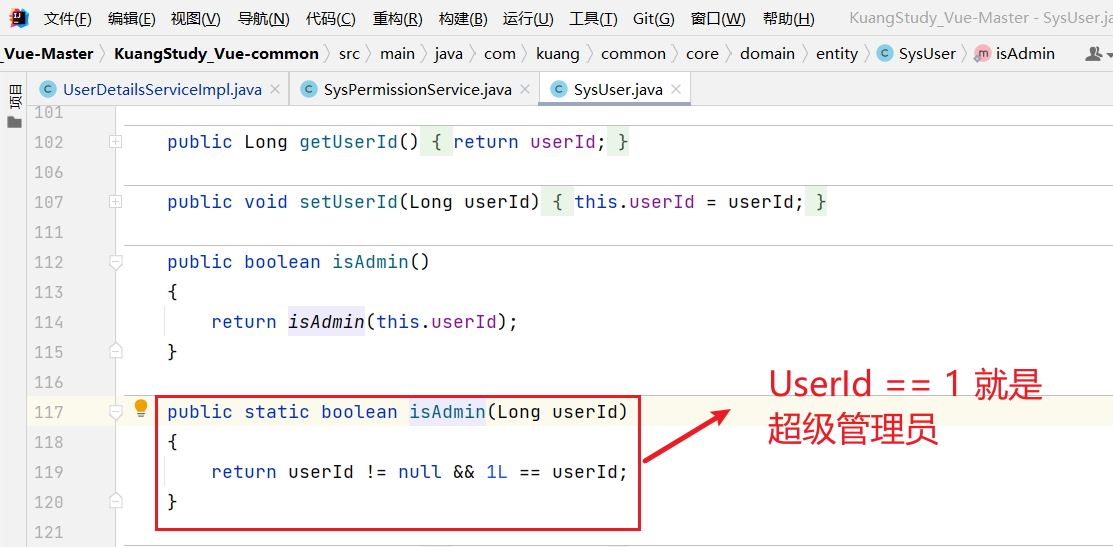 文件(F) 编辑(E) 视图(V) 导航(N) 代码(C) 重构(R) 构建(B) 运行(U) 工具(T) Git(G) 窗口(W) 帮助(H) KuangStudy_Vue-Master - SysUser.ja
_Vue-Master KuangStudy_Vue-common src main java com kuang common core domain entity SysUser isAdmin
项目
UserDetailsServiceImpl.java SysPermissionService.java SysUser.java
101
102 public Long getUserId() { return userId; }
106
107 public void setUserId(Long userId) { this.userId = userId; }
111
112 public boolean isAdmin()
113 {
114 return isAdmin(this.userId);
115 }
116
117 public static boolean isAdmin(Long userId)
118 {
119 return userId != null && 1L == userId;
120 }
121
UserId == 1 就是
超级管理员